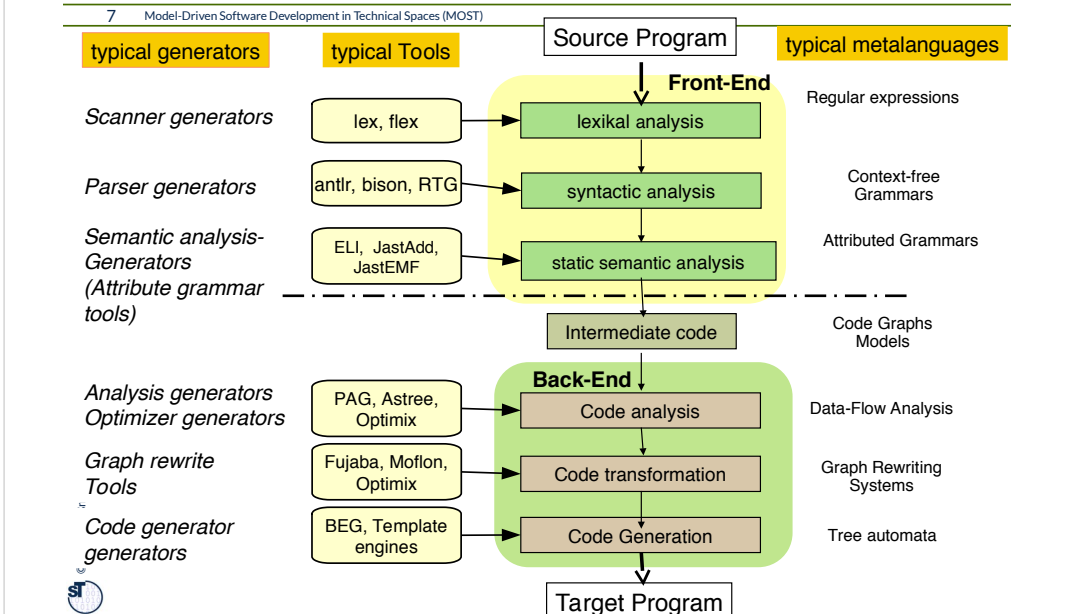 7 Model-Driven Software Development in Technical Spaces (MOST)
typical generators
typical Tools
Source Program
typical metalanguages
Front-End
Regular expressions
Scanner generators
lex, flex
lexikal analysis
Parser generators
antlr, bison, RTG
syntactic analysis
Context-free
Grammars
Semantic analysis-
Generators
(Attribute grammar
tools)
ELI, JastAdd,
JastEMF
static semantic analysis
Attributed Grammars
Intermediate code
Code Graphs
Models
Back-End
Analysis generators
Optimizer generators
PAG, Astree,
Optimix
Code analysis
Data-Flow Analysis
Graph rewrite
Tools
Fujaba, Moflon,
Optimix
Code transformation
Graph Rewriting
Systems
Code generator
generators
BEG, Template
engines
Code Generation
Tree automata
ST
Target Program